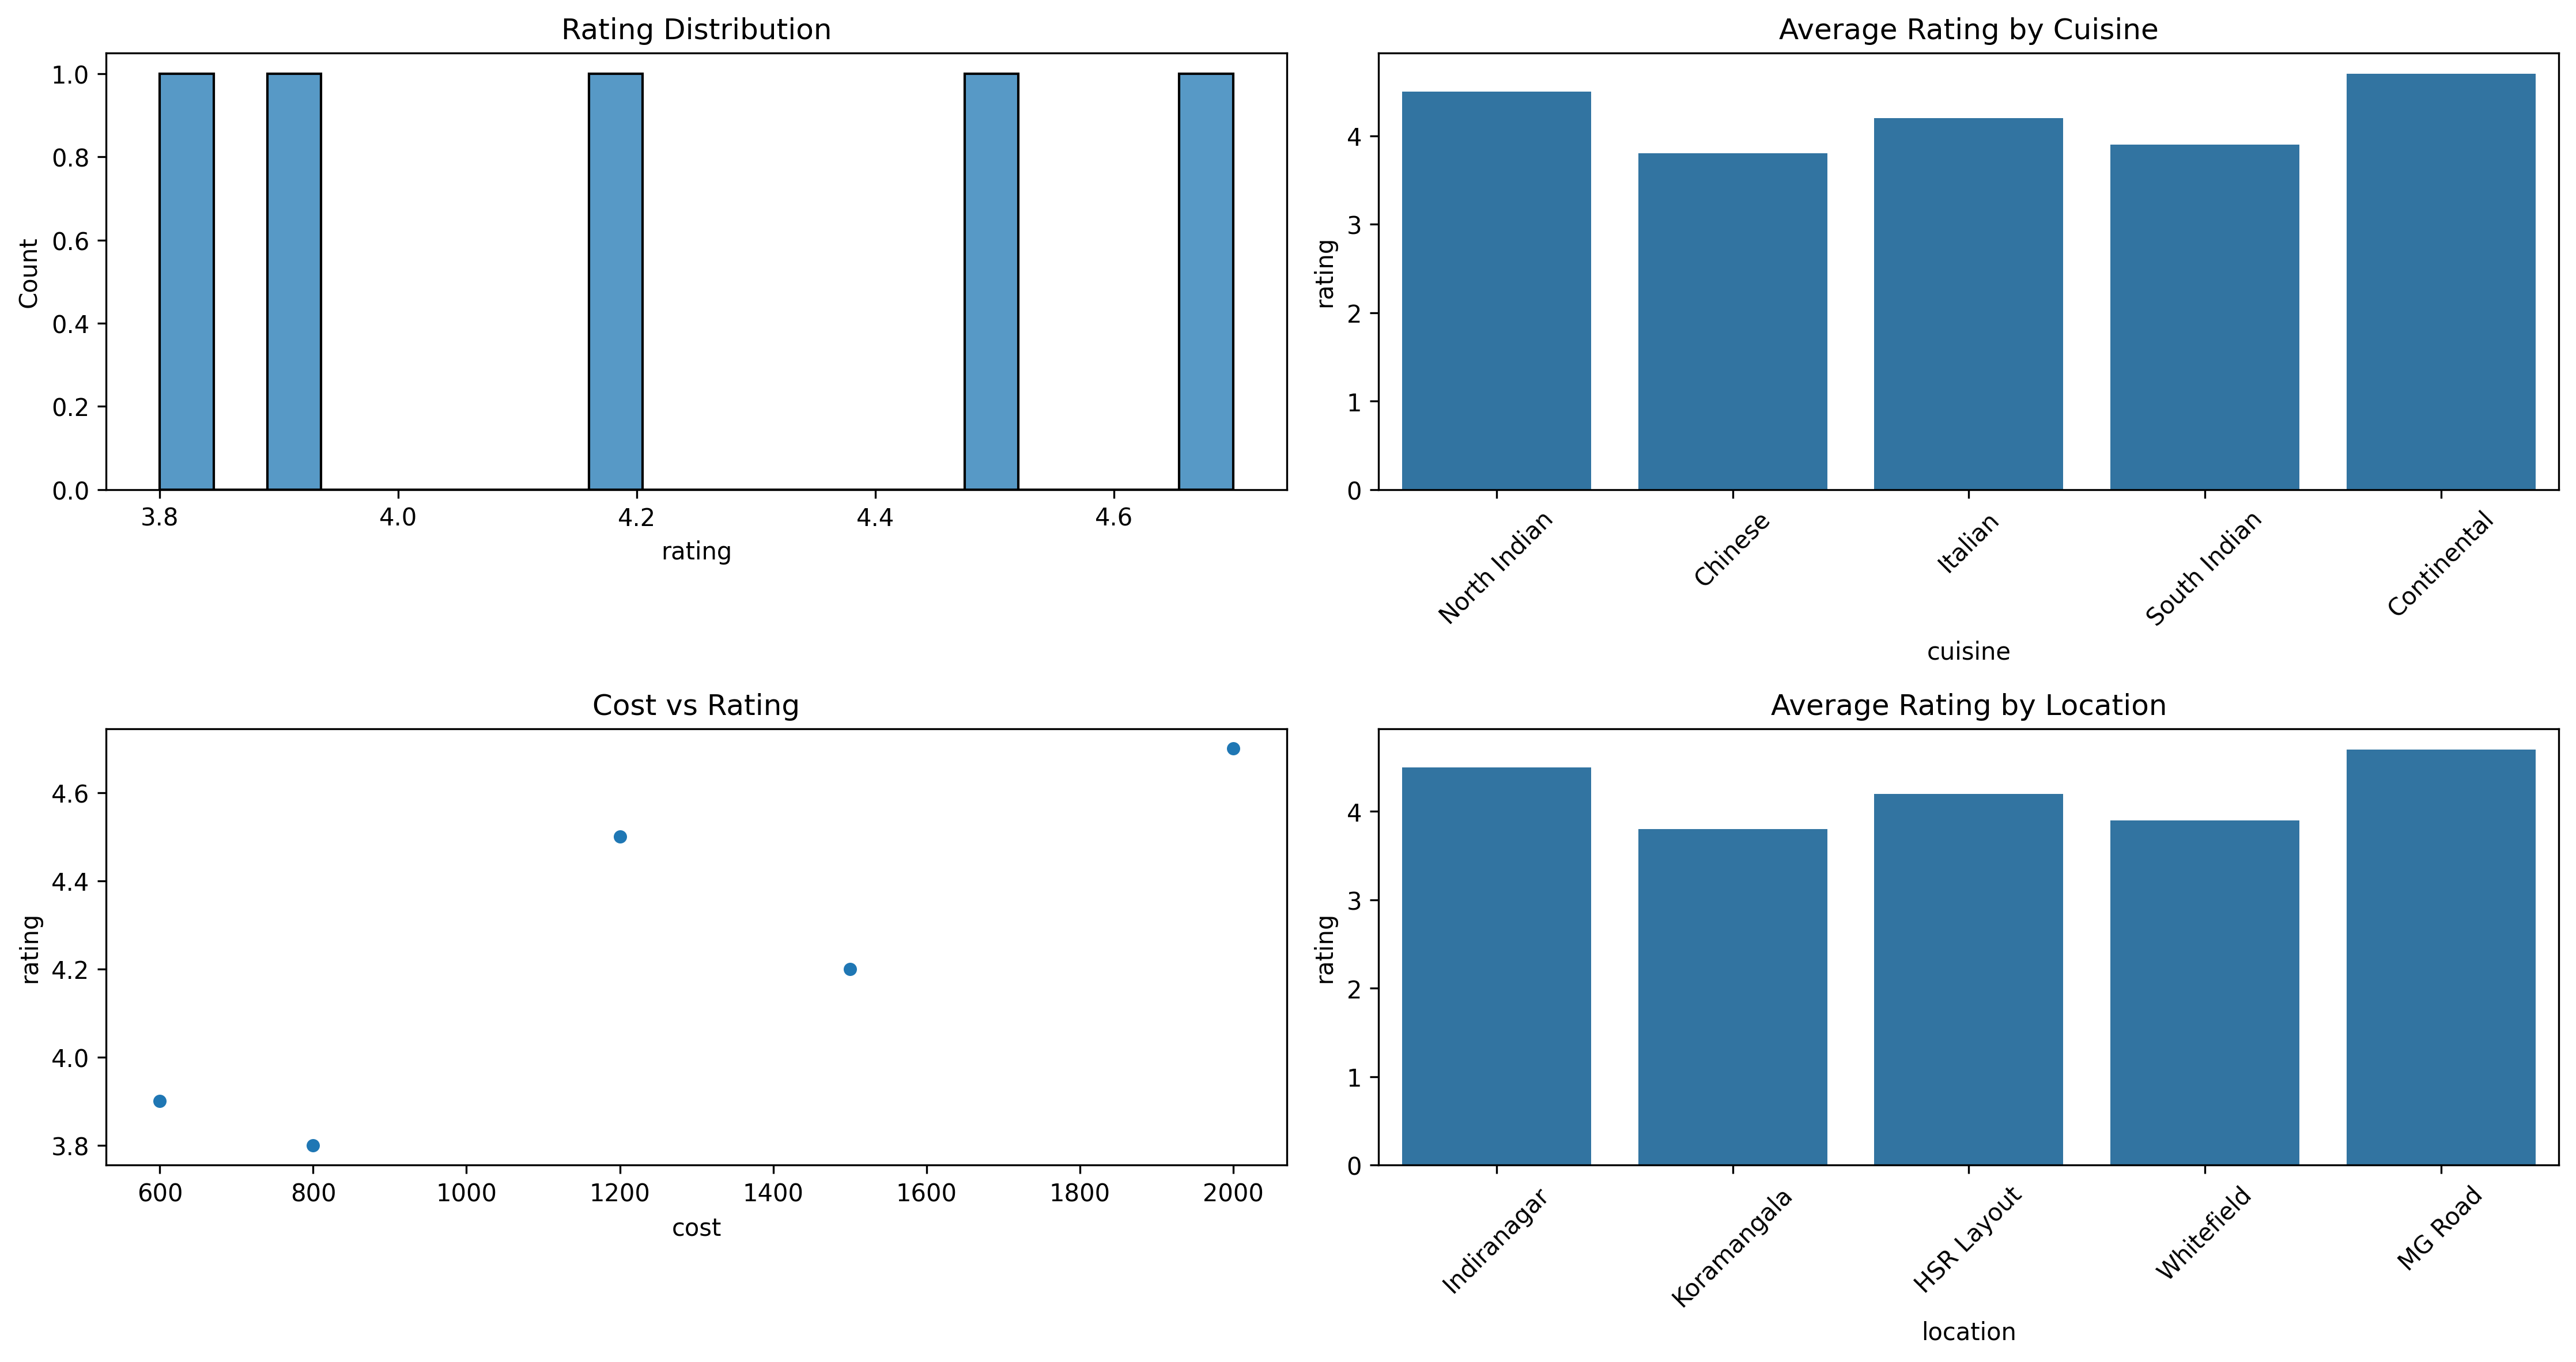 Rating Distribution
1.0
0.8
0.6
0.4
0.2
0.0
Count
3.8 4.0 4.2 4.4 4.6
rating
Average Rating by Cuisine
4
3
2
1
0
rating
North Indian
Chinese
Italian
South Indian
Continental
cuisine
Cost vs Rating
4.6
4.4
4.2
4.0
3.8
rating
600 800 1000 1200 1400 1600 1800 2000
cost
Average Rating by Location
4
3
2
1
0
rating
Indiranagar
Koramangala
HSR Layout
Whitefield
MG Road
location